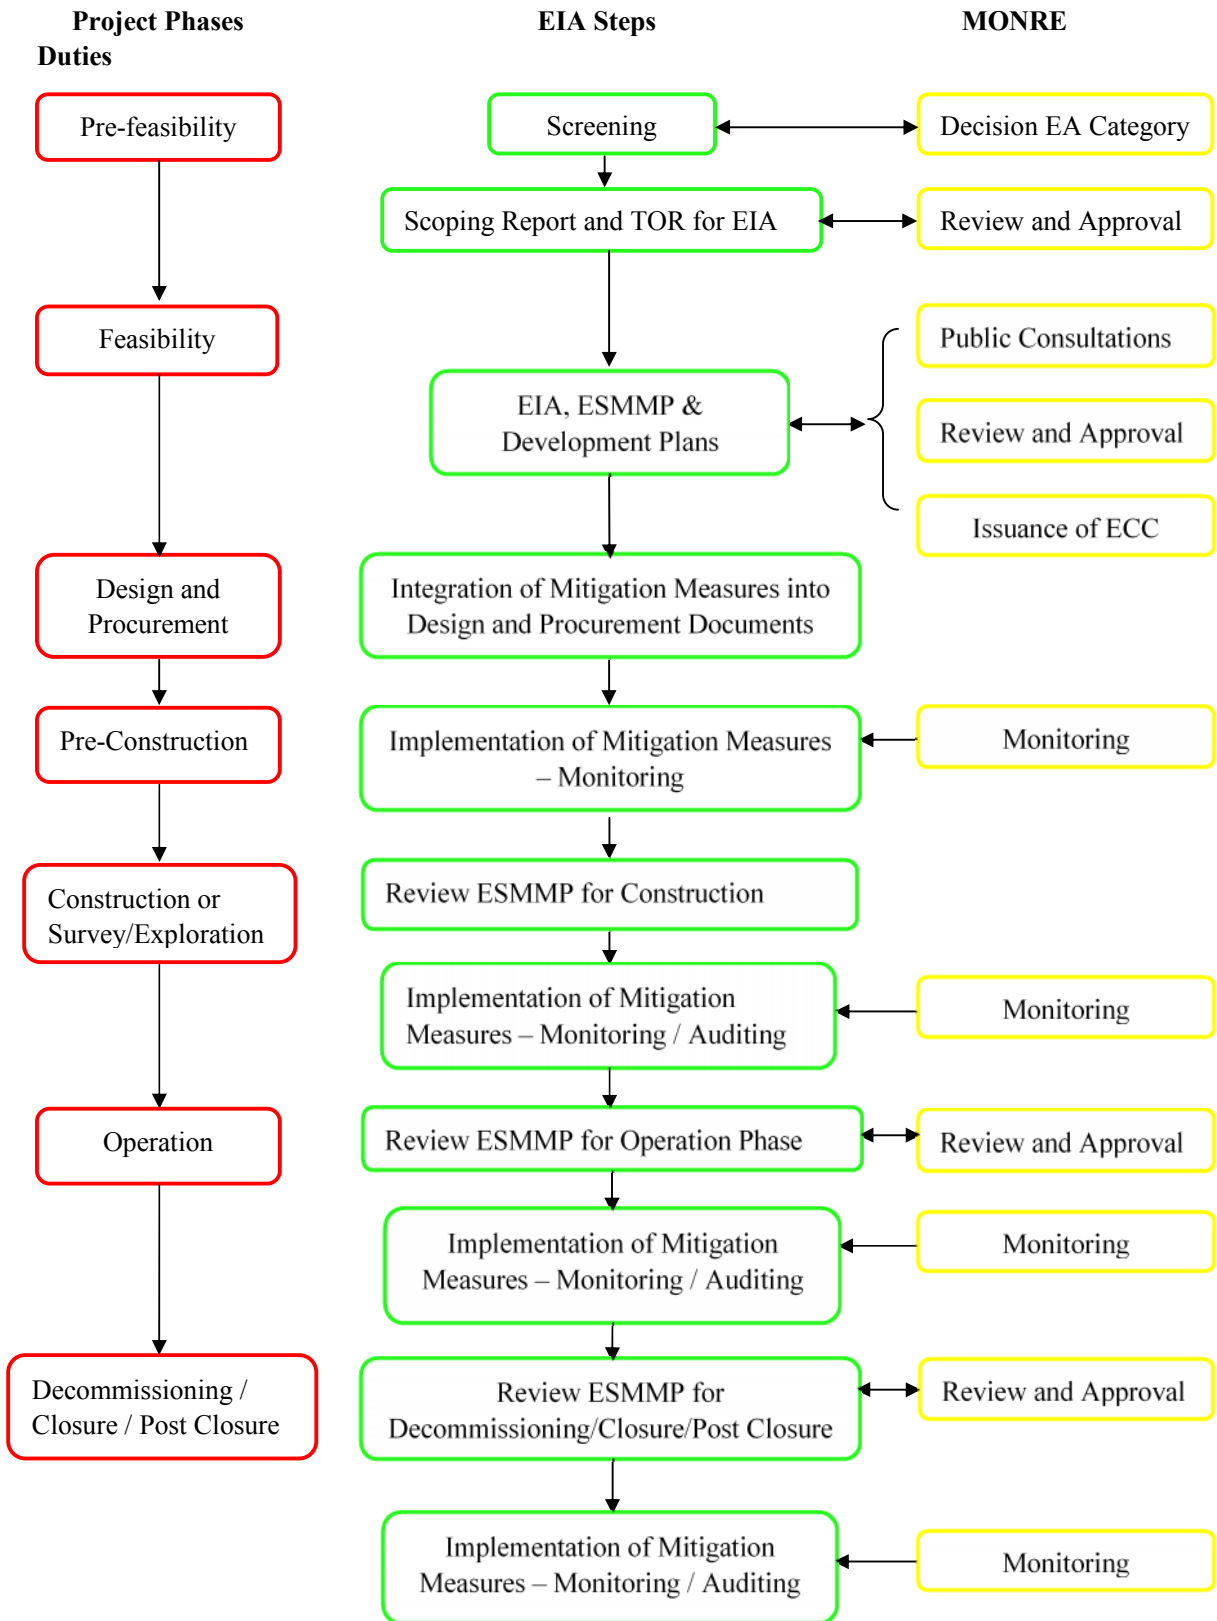 Project Phases
EIA Steps
MONRE
Duties
Pre-feasibility
Screening
Decision EA Category
Scoping Report and TOR for EIA
Review and Approval
Feasibility
Public Consultations
EIA, ESMMP &
Development Plans
Review and Approval
Issuance of ECC
Design and
Procurement
Integration of Mitigation Measures into
Design and Procurement Documents
Pre-Construction
Implementation of Mitigation Measures
– Monitoring
Monitoring
Construction or
Survey/Exploration
Review ESMMP for Construction
Implementation of Mitigation
Measures – Monitoring / Auditing
Monitoring
Operation
Review ESMMP for Operation Phase
Review and Approval
Implementation of Mitigation
Measures – Monitoring / Auditing
Monitoring
Decommissioning /
Closure / Post Closure
Review ESMMP for
Decommissioning/Closure/Post Closure
Review and Approval
Implementation of Mitigation
Measures – Monitoring / Auditing
Monitoring